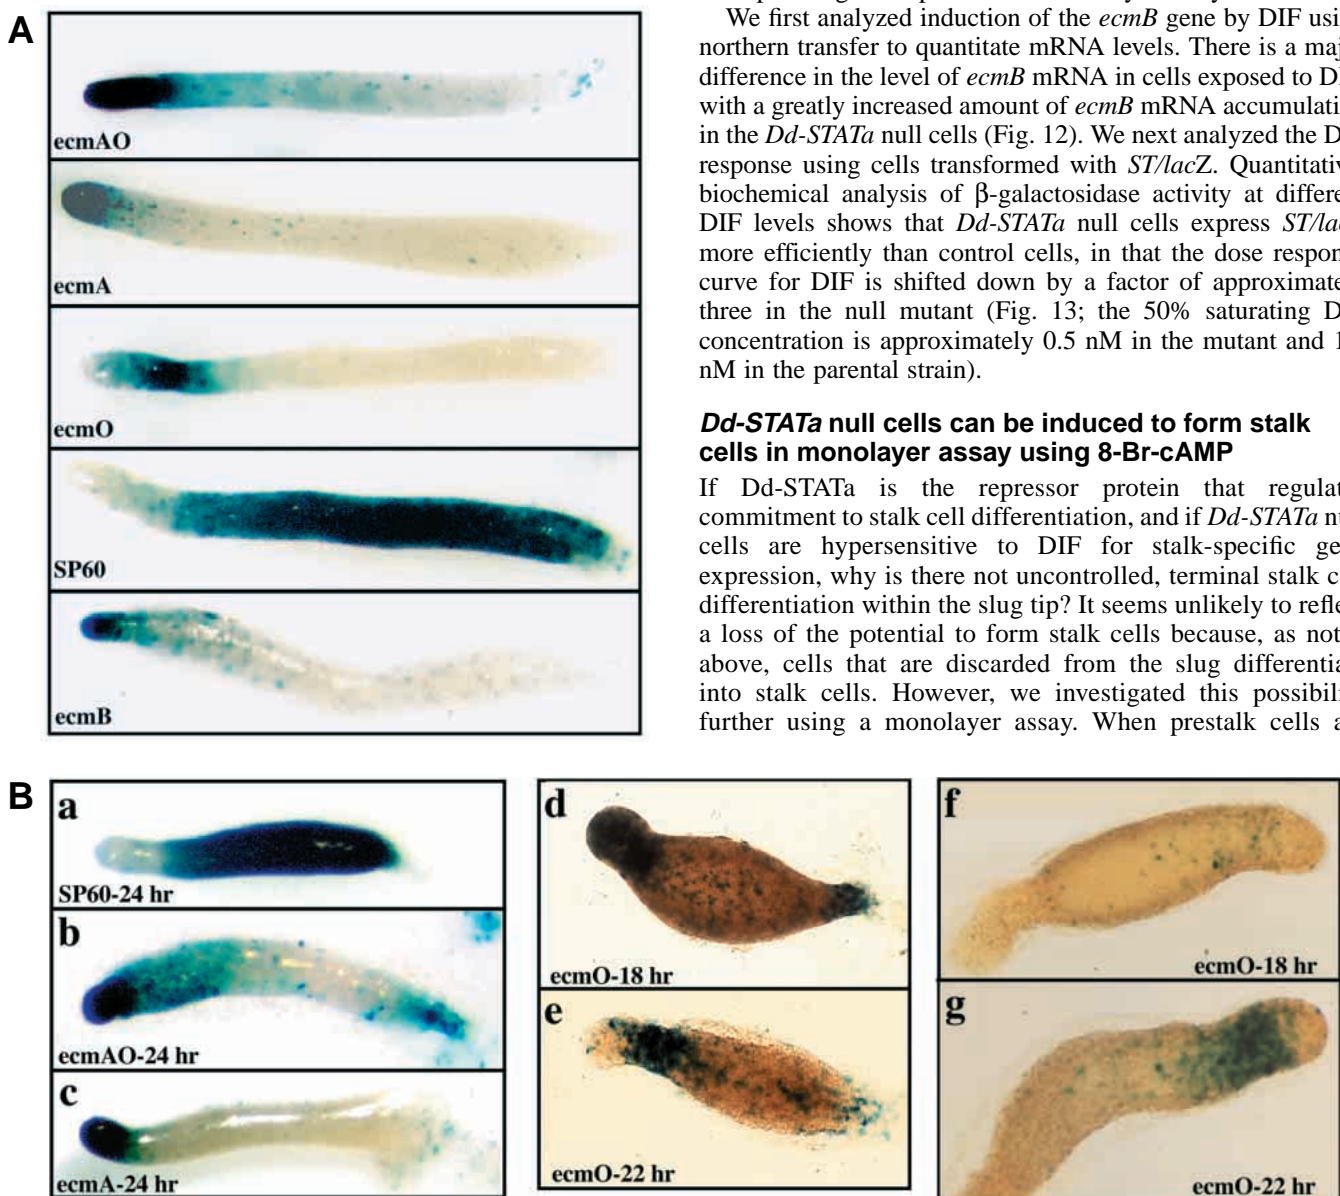 A
ecmAO
ecmA
ecmO
SP60
ecmB
We first analyzed induction of the ecmB gene by DIF usi
northern transfer to quantitate mRNA levels. There is a maj
difference in the level of ecmB mRNA in cells exposed to D
with a greatly increased amount of ecmB mRNA accumulati
in the Dd-STATa null cells (Fig. 12). We next analyzed the D
response using cells transformed with ST/lacZ. Quantitativ
biochemical analysis of β-galactosidase activity at differe
DIF levels shows that Dd-STATa null cells express ST/lac
more efficiently than control cells, in that the dose respon
curve for DIF is shifted down by a factor of approximate
three in the null mutant (Fig. 13; the 50% saturating D
concentration is approximately 0.5 nM in the mutant and 1
nM in the parental strain).
Dd-STATa null cells can be induced to form stalk
cells in monolayer assay using 8-Br-cAMP
If Dd-STATa is the repressor protein that regulat
commitment to stalk cell differentiation, and if Dd-STATa nu
cells are hypersensitive to DIF for stalk-specific ge
expression, why is there not uncontrolled, terminal stalk c
differentiation within the slug tip? It seems unlikely to refle
a loss of the potential to form stalk cells because, as not
above, cells that are discarded from the slug differentia
into stalk cells. However, we investigated this possibil
further using a monolayer assay. When prestalk cells a
B
a
SP60-24 hr
b
ecmAO-24 hr
c
ecmA-24 hr
d
ecmO-18 hr
e
ecmO-22 hr
f
ecmO-18 hr
g
ecmO-22 hr